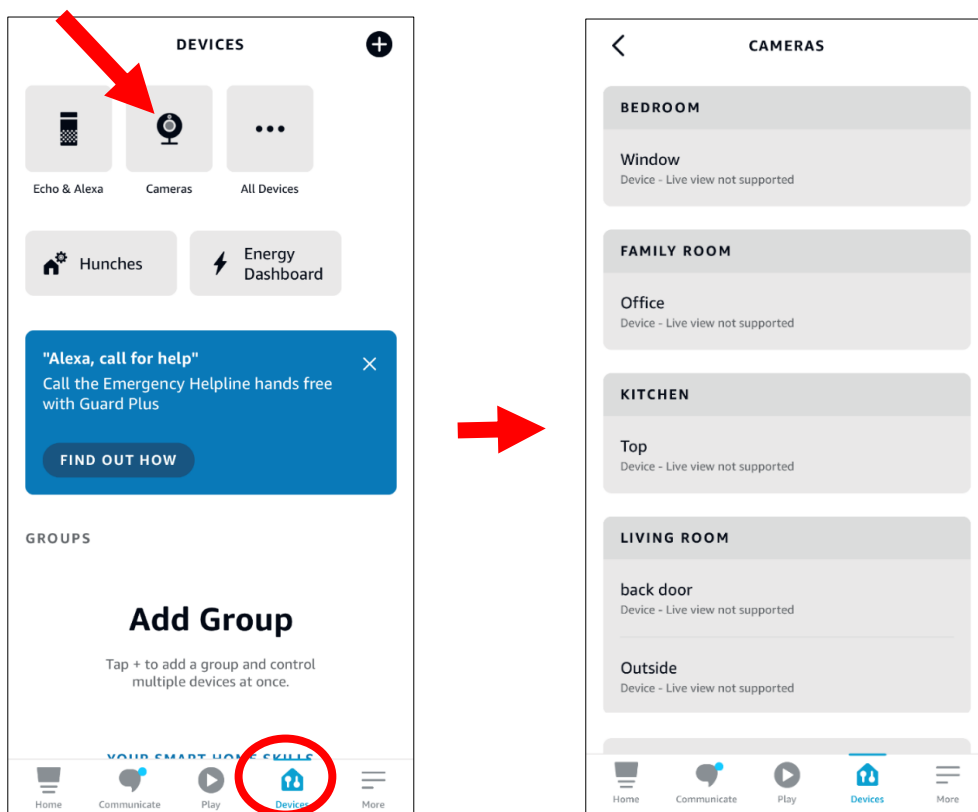 DEVICES
Echo & Alexa
Cameras
All Devices
Hunches
Energy
Dashboard
"Alexa, call for help"
Call the Emergency Helpline hands free
with Guard Plus
FIND OUT HOW
GROUPS
Add Group
Tap + to add a group and control
multiple devices at once.
YOUR SMART HOME SKILLS
Home
Communicate
Play
Devices
More
CAMERAS
BEDROOM
Window
Device - Live view not supported
FAMILY ROOM
Office
Device - Live view not supported
KITCHEN
Top
Device - Live view not supported
LIVING ROOM
back door
Device - Live view not supported
Outside
Device - Live view not supported
Home
Communicate
Play
Devices
More